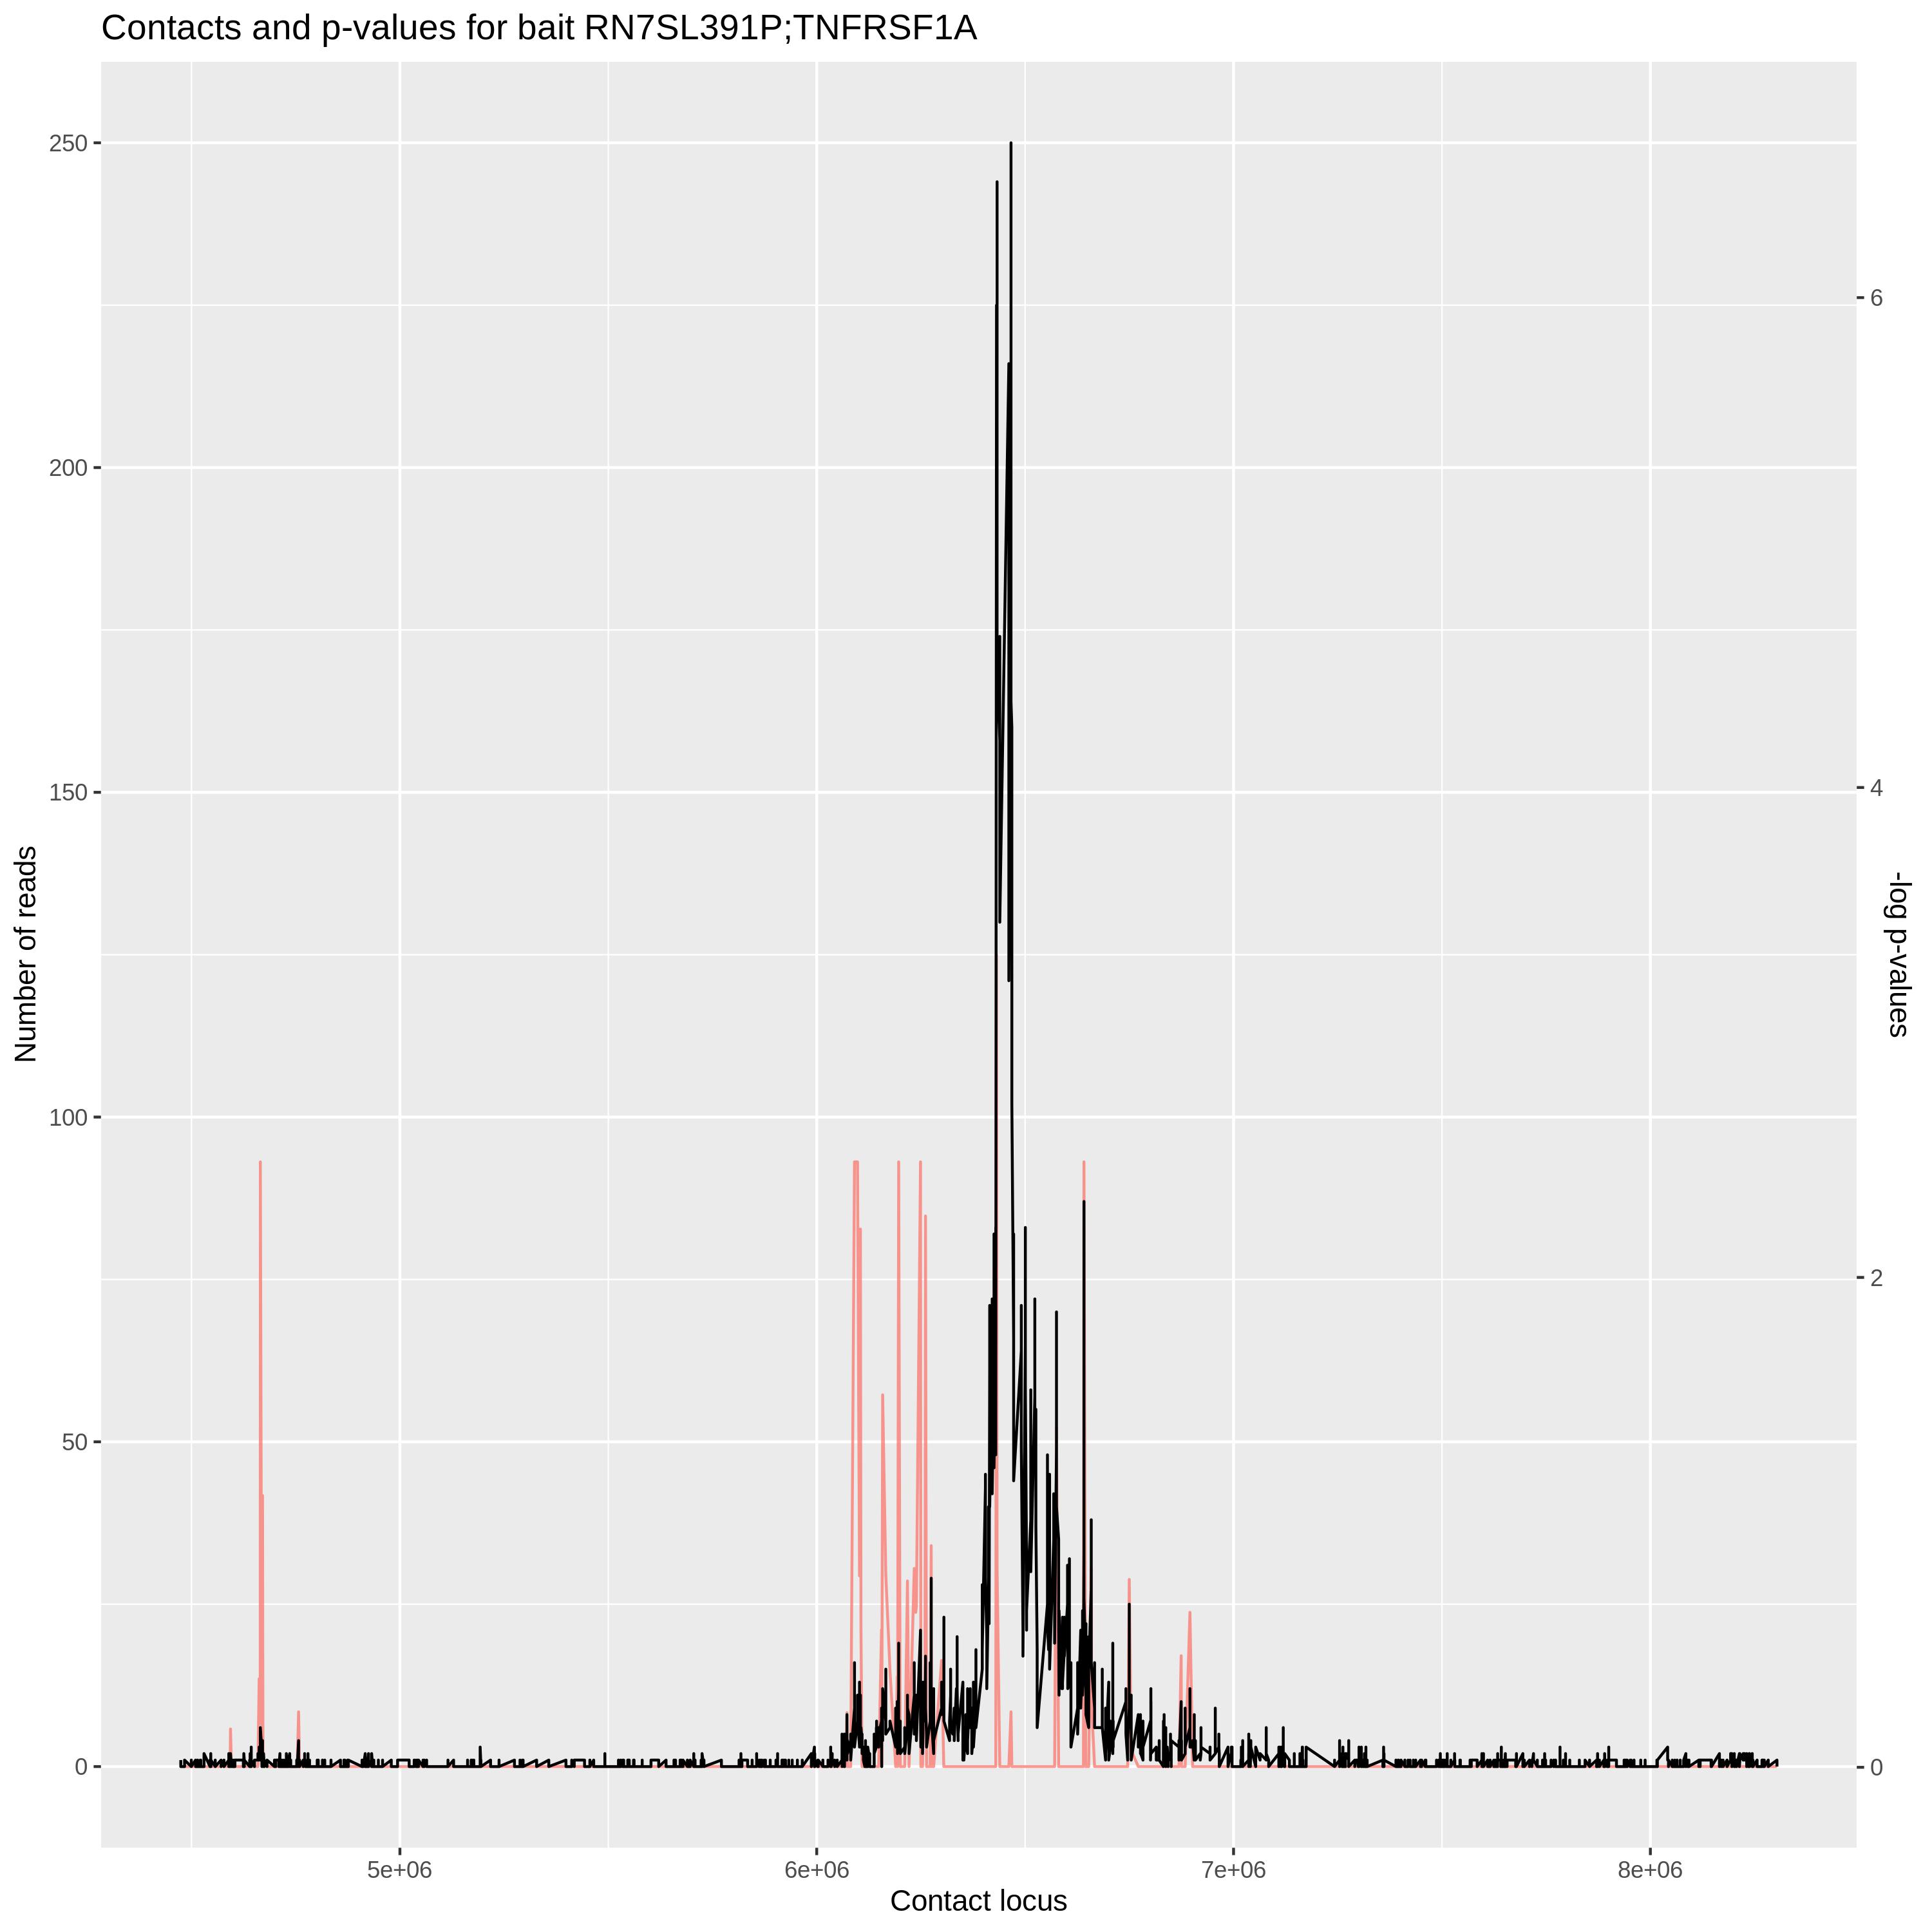 Contacts and p-values for bait RN7SL391P;TNFRSF1A
250
200
150
100
50
0
Number of reads
6
4
2
0
-log p-values
5e+06
6e+06
7e+06
8e+06
Contact locus